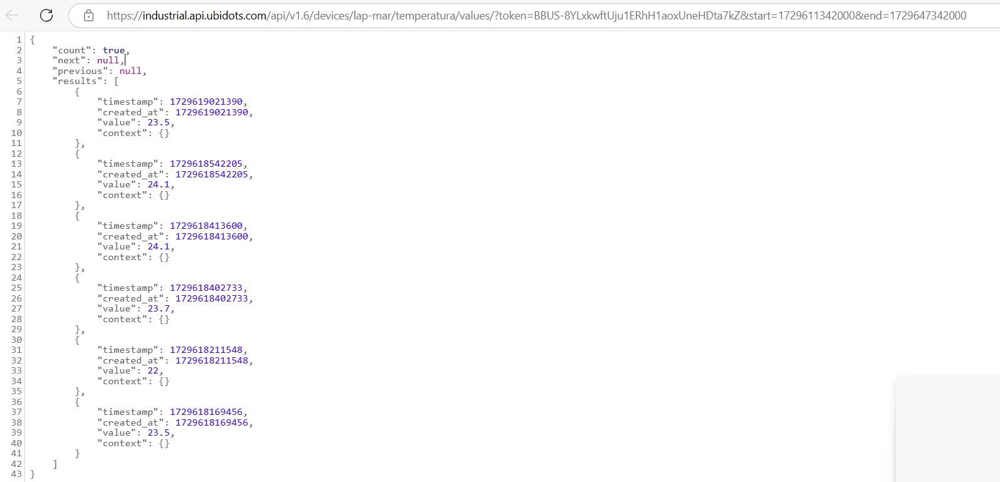 https://industrial.api.ubidots.com/api/v1.6/devices/lap-mar/temperatura/values/?token=BBUS-8YLxkwftUju1ERhH1aoxUneHDta7kZ&start=1729611342000&end=1729647342000
1 {
2 "count": true,
3 "next": null,
4 "previous": null,
5 "results": [
6 {
7 "timestamp": 1729619021390,
8 "created_at": 1729619021390,
9 "value": 23.5,
10 "context": {}
11 },
12 {
13 "timestamp": 1729618542205,
14 "created_at": 1729618542205,
15 "value": 24.1,
16 "context": {}
17 },
18 {
19 "timestamp": 1729618413600,
20 "created_at": 1729618413600,
21 "value": 24.1,
22 "context": {}
23 },
24 {
25 "timestamp": 1729618402733,
26 "created_at": 1729618402733,
27 "value": 23.7,
28 "context": {}
29 },
30 {
31 "timestamp": 1729618211548,
32 "created_at": 1729618211548,
33 "value": 22,
34 "context": {}
35 },
36 {
37 "timestamp": 1729618169456,
38 "created_at": 1729618169456,
39 "value": 23.5,
40 "context": {}
41 }
42 ]
43 }